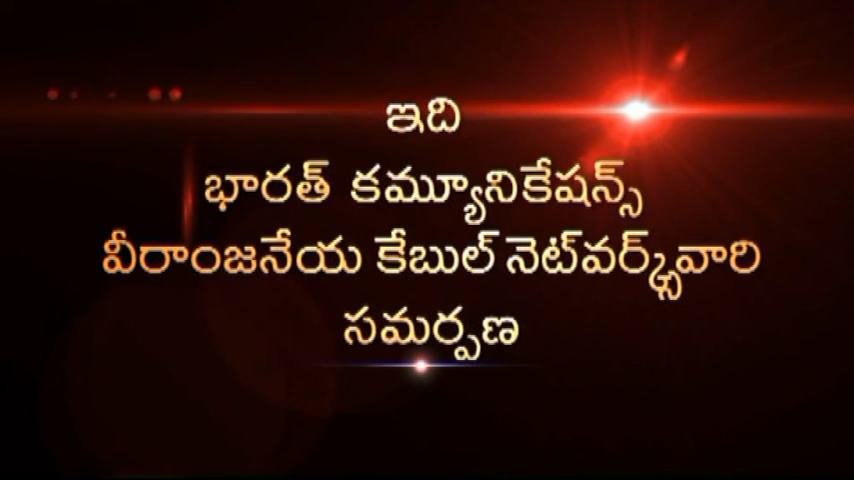 ఇది
భారత్ కమ్యూనికేషన్స్
వీరాంజనేయ కేబుల్ నెట్‌వర్క్స్‌వారి
సమర్పణ